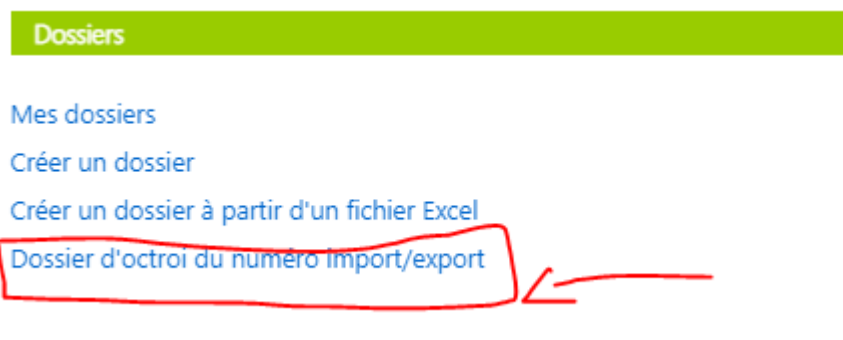 Dossiers
Mes dossiers
Créer un dossier
Créer un dossier à partir d'un fichier Excel
Dossier d'octroi du numéro import/export